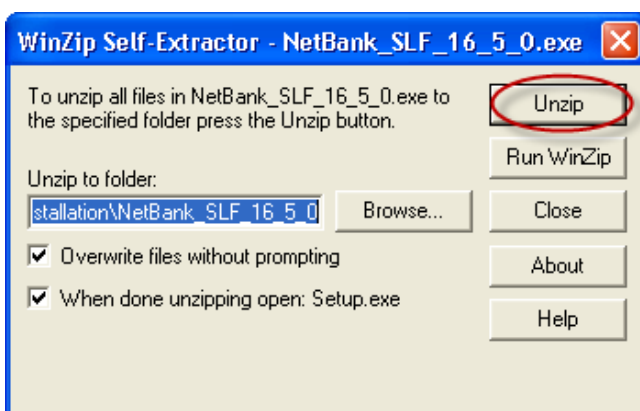 WinZip Self-Extractor - NetBank_SLF_16_5_0.exe
To unzip all files in NetBank_SLF_16_5_0.exe to
the specified folder press the Unzip button.
Unzip
Run WinZip
Unzip to folder:
stallation\NetBank_SLF_16_5_0
Browse...
Close
Overwrite files without prompting
About
When done unzipping open: Setup.exe
Help